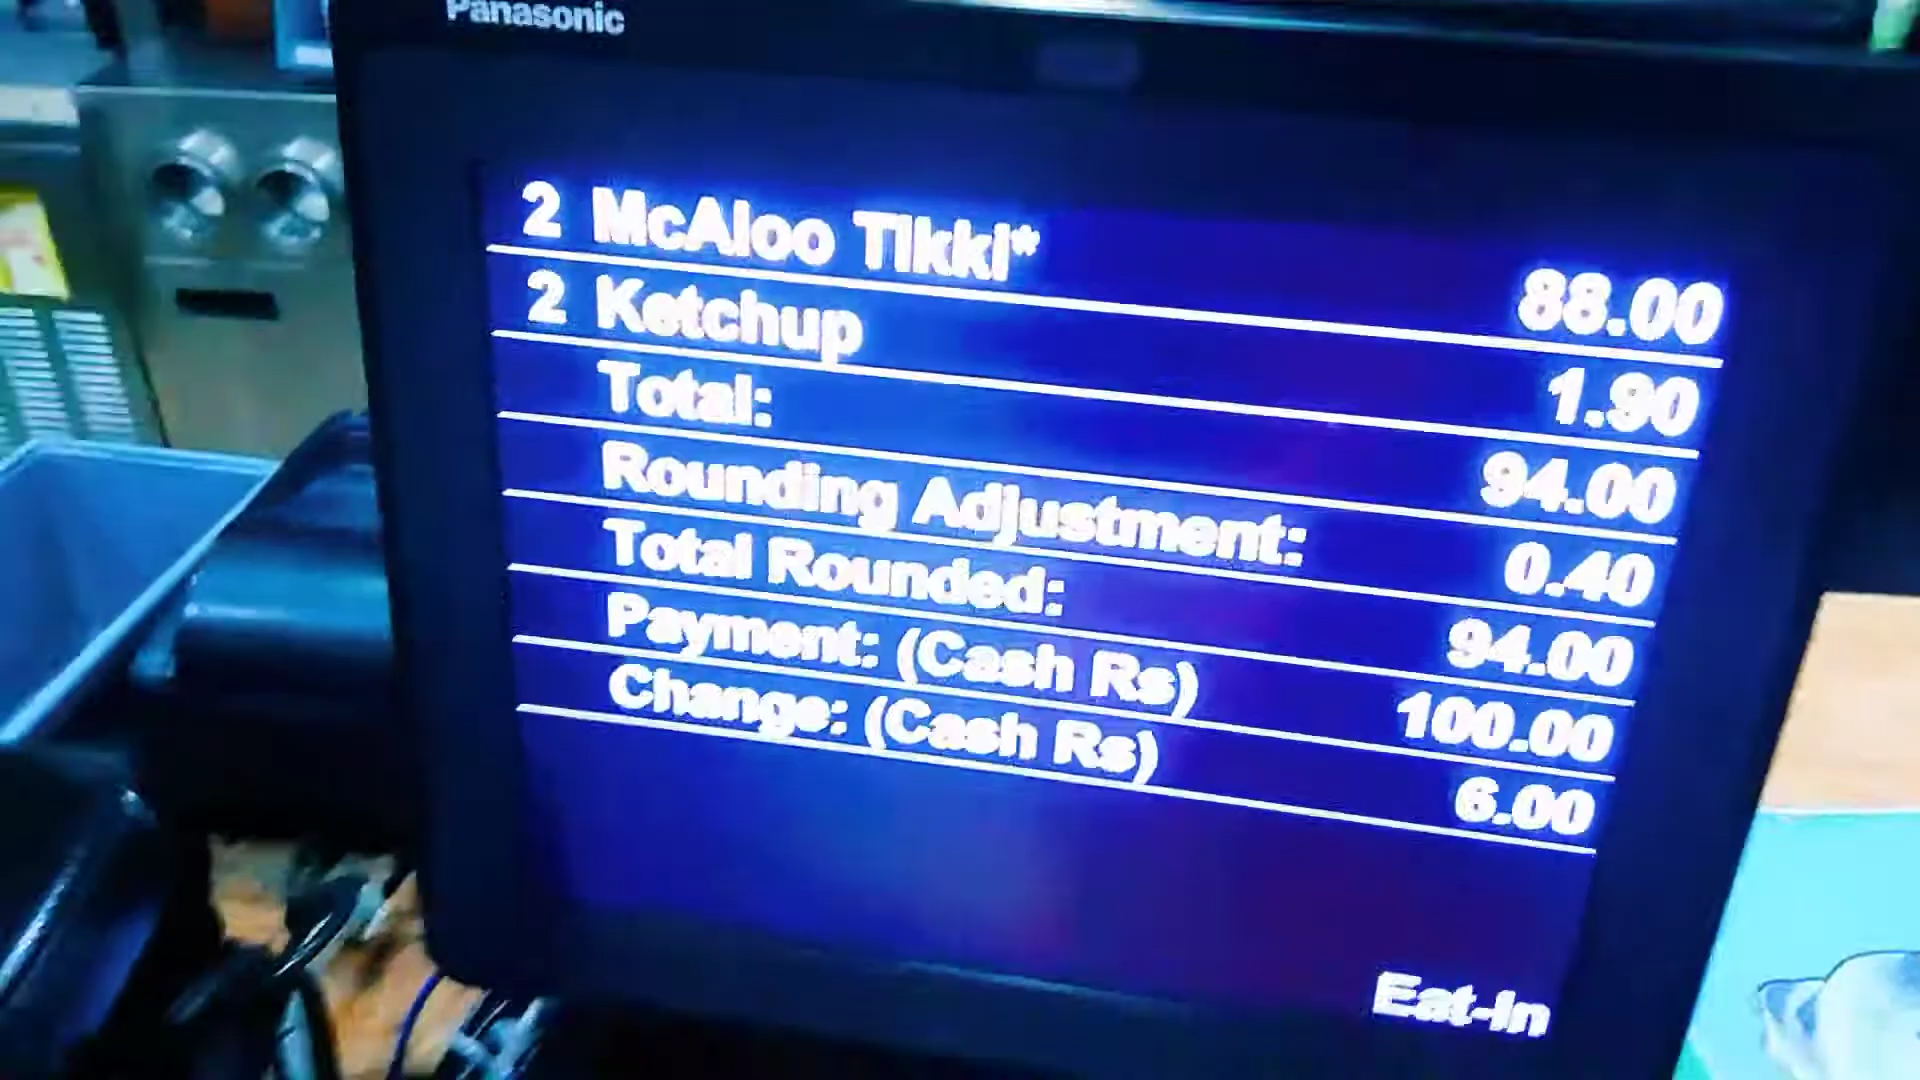 Panasonic
2 McAloo Tikki* 88.00
2 Ketchup 1.90
Total: 94.00
Rounding Adjustment: 0.40
Total Rounded: 94.00
Payment: (Cash Rs) 100.00
Change: (Cash Rs) 6.00
Eat-In